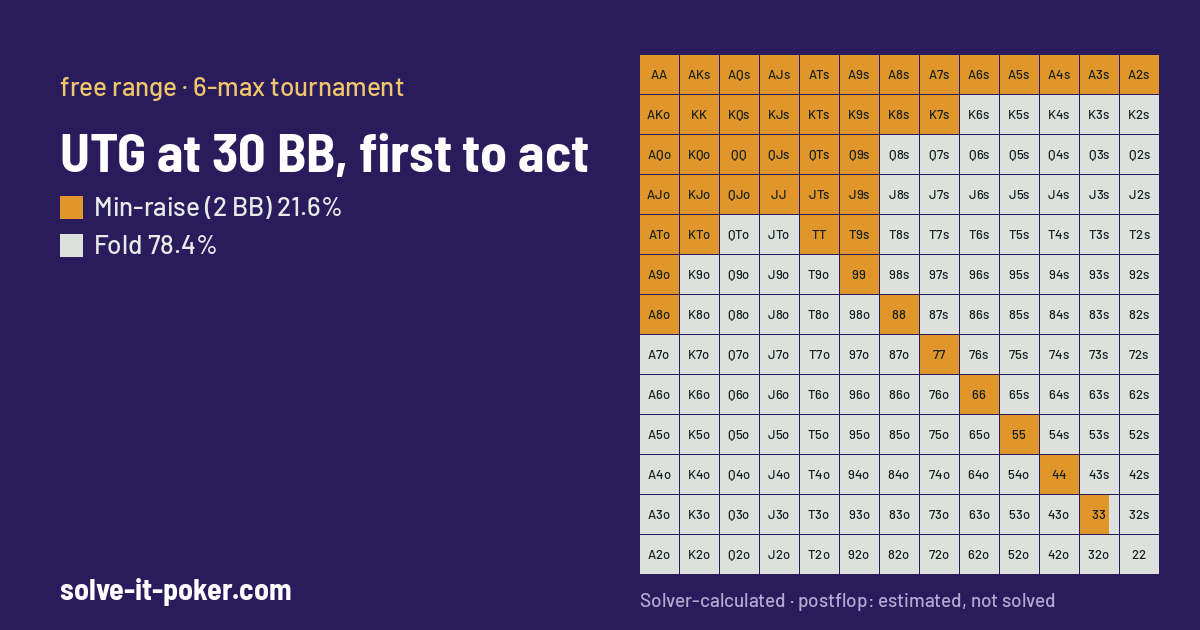 free range · 6-max tournament
UTG at 30 BB, first to act
Min-raise (2 BB) 21.6%
Fold 78.4%
AA AKs AQs AJs ATs A9s A8s A7s A6s A5s A4s A3s A2s
AKo KK KQs KJs KTs K9s K8s K7s K6s K5s K4s K3s K2s
AQo KQo QQ QJs QTs Q9s Q8s Q7s Q6s Q5s Q4s Q3s Q2s
AJo KJo QJo JJ JTs J9s J8s J7s J6s J5s J4s J3s J2s
ATo KTo QTo JTo TT T9s T8s T7s T6s T5s T4s T3s T2s
A9o K9o Q9o J9o T9o 99 98s 97s 96s 95s 94s 93s 92s
A8o K8o Q8o J8o T8o 98o 88 87s 86s 85s 84s 83s 82s
A7o K7o Q7o J7o T7o 97o 87o 77 76s 75s 74s 73s 72s
A6o K6o Q6o J6o T6o 96o 86o 76o 66 65s 64s 63s 62s
A5o K5o Q5o J5o T5o 95o 85o 75o 65o 55 54s 53s 52s
A4o K4o Q4o J4o T4o 94o 84o 74o 64o 54o 44 43s 42s
A3o K3o Q3o J3o T3o 93o 83o 73o 63o 53o 43o 33 32s
A2o K2o Q2o J2o T2o 92o 82o 72o 62o 52o 42o 32o 22
solve-it-poker.com
Solver-calculated · postflop: estimated, not solved